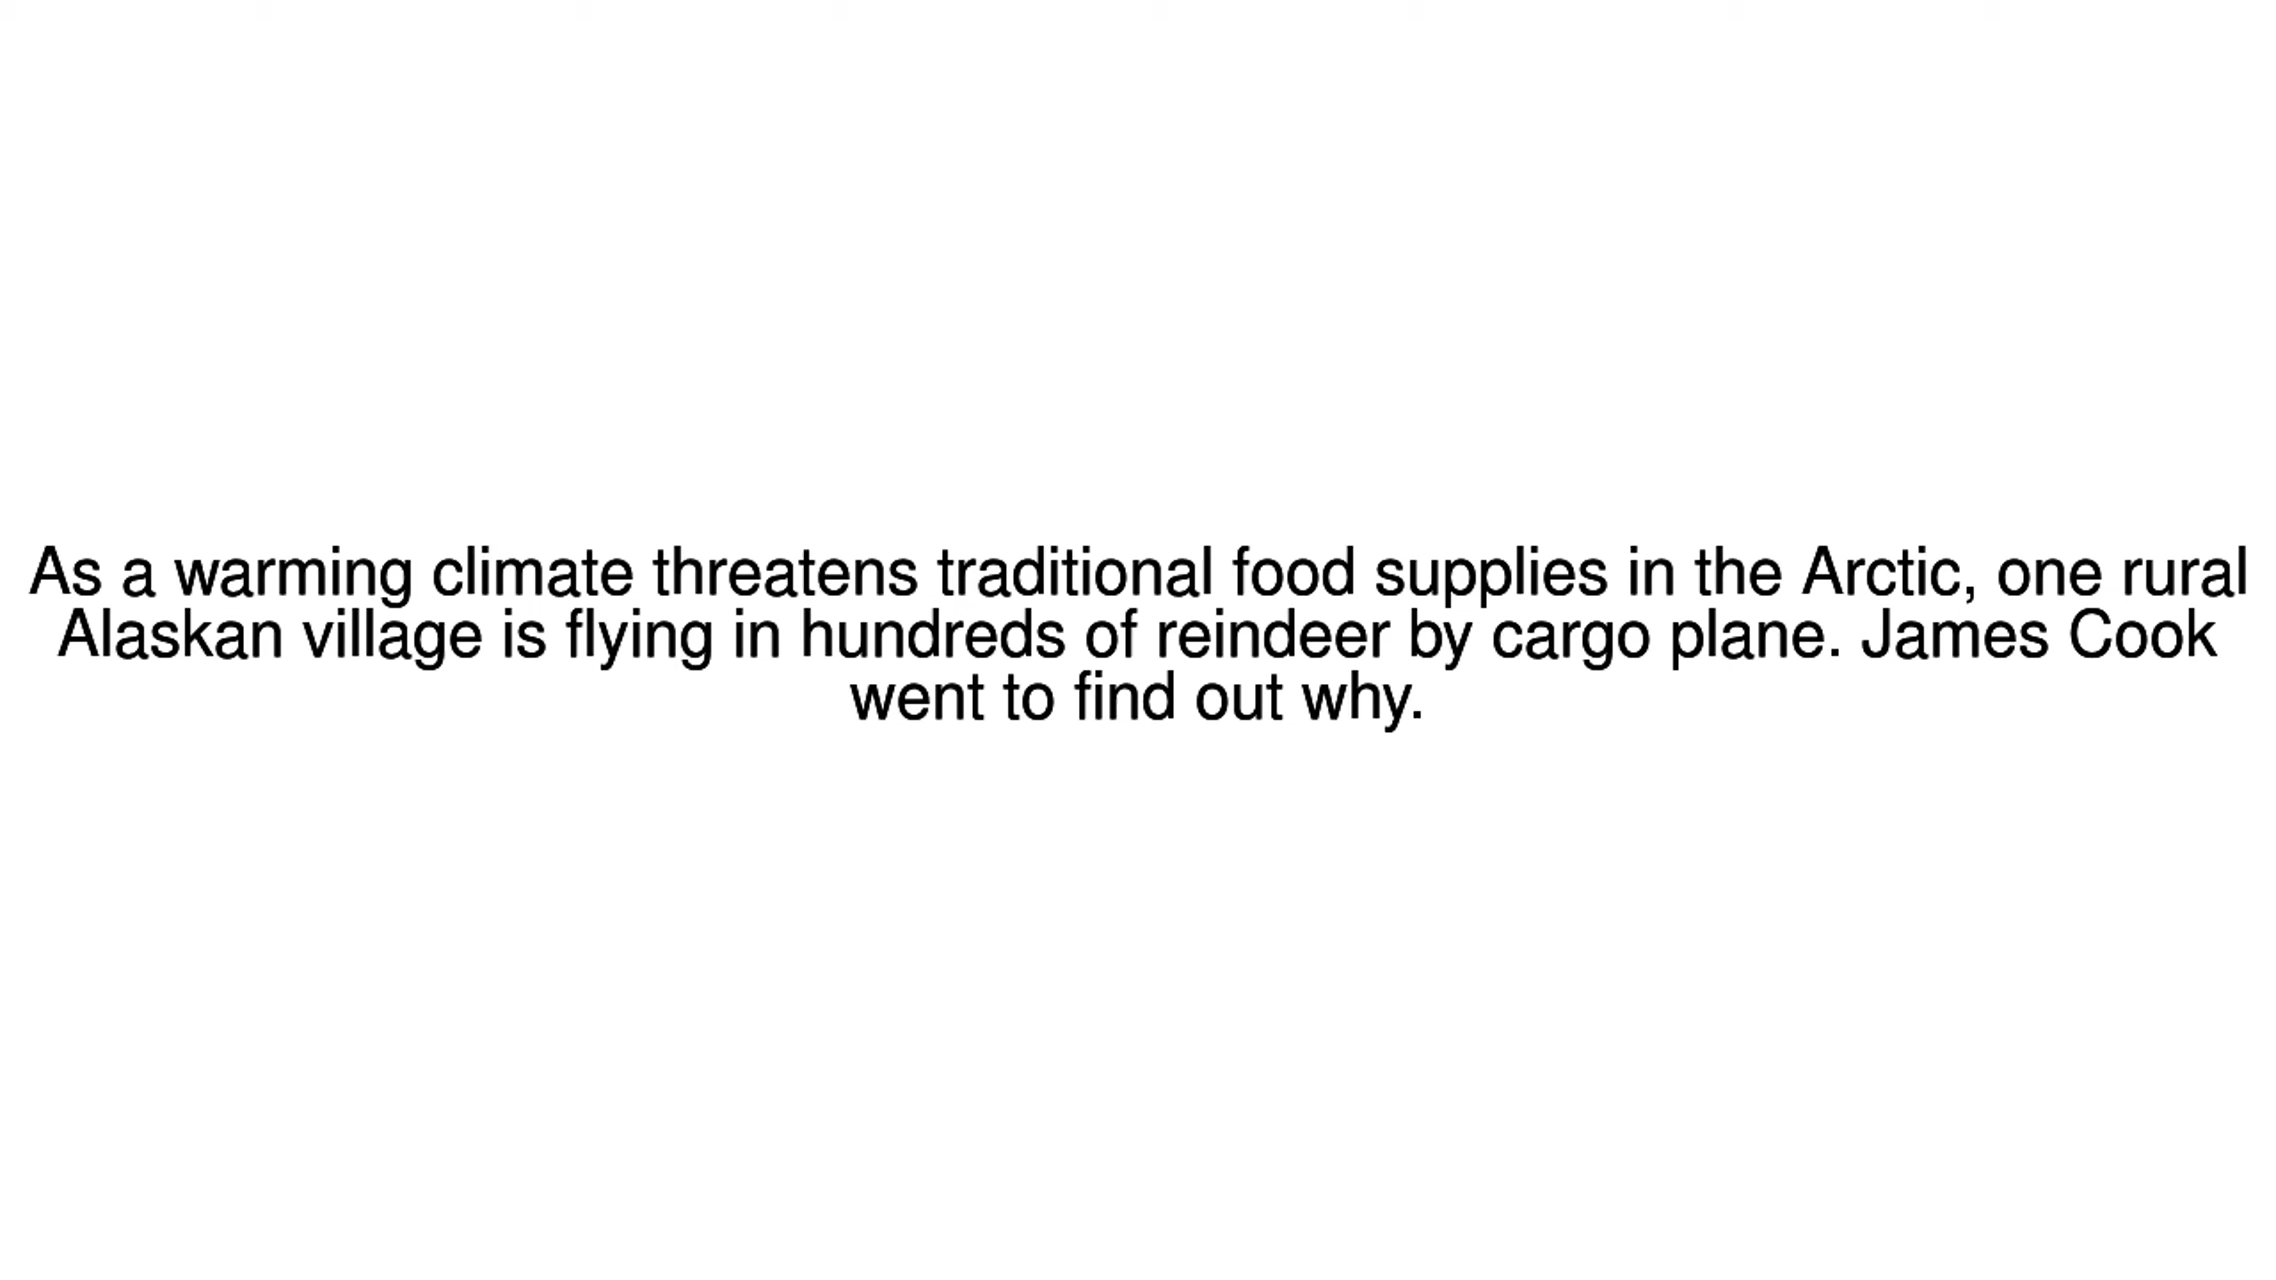 As a warming climate threatens traditional food supplies in the Arctic, one rural
Alaskan village is flying in hundreds of reindeer by cargo plane. James Cook
went to find out why.